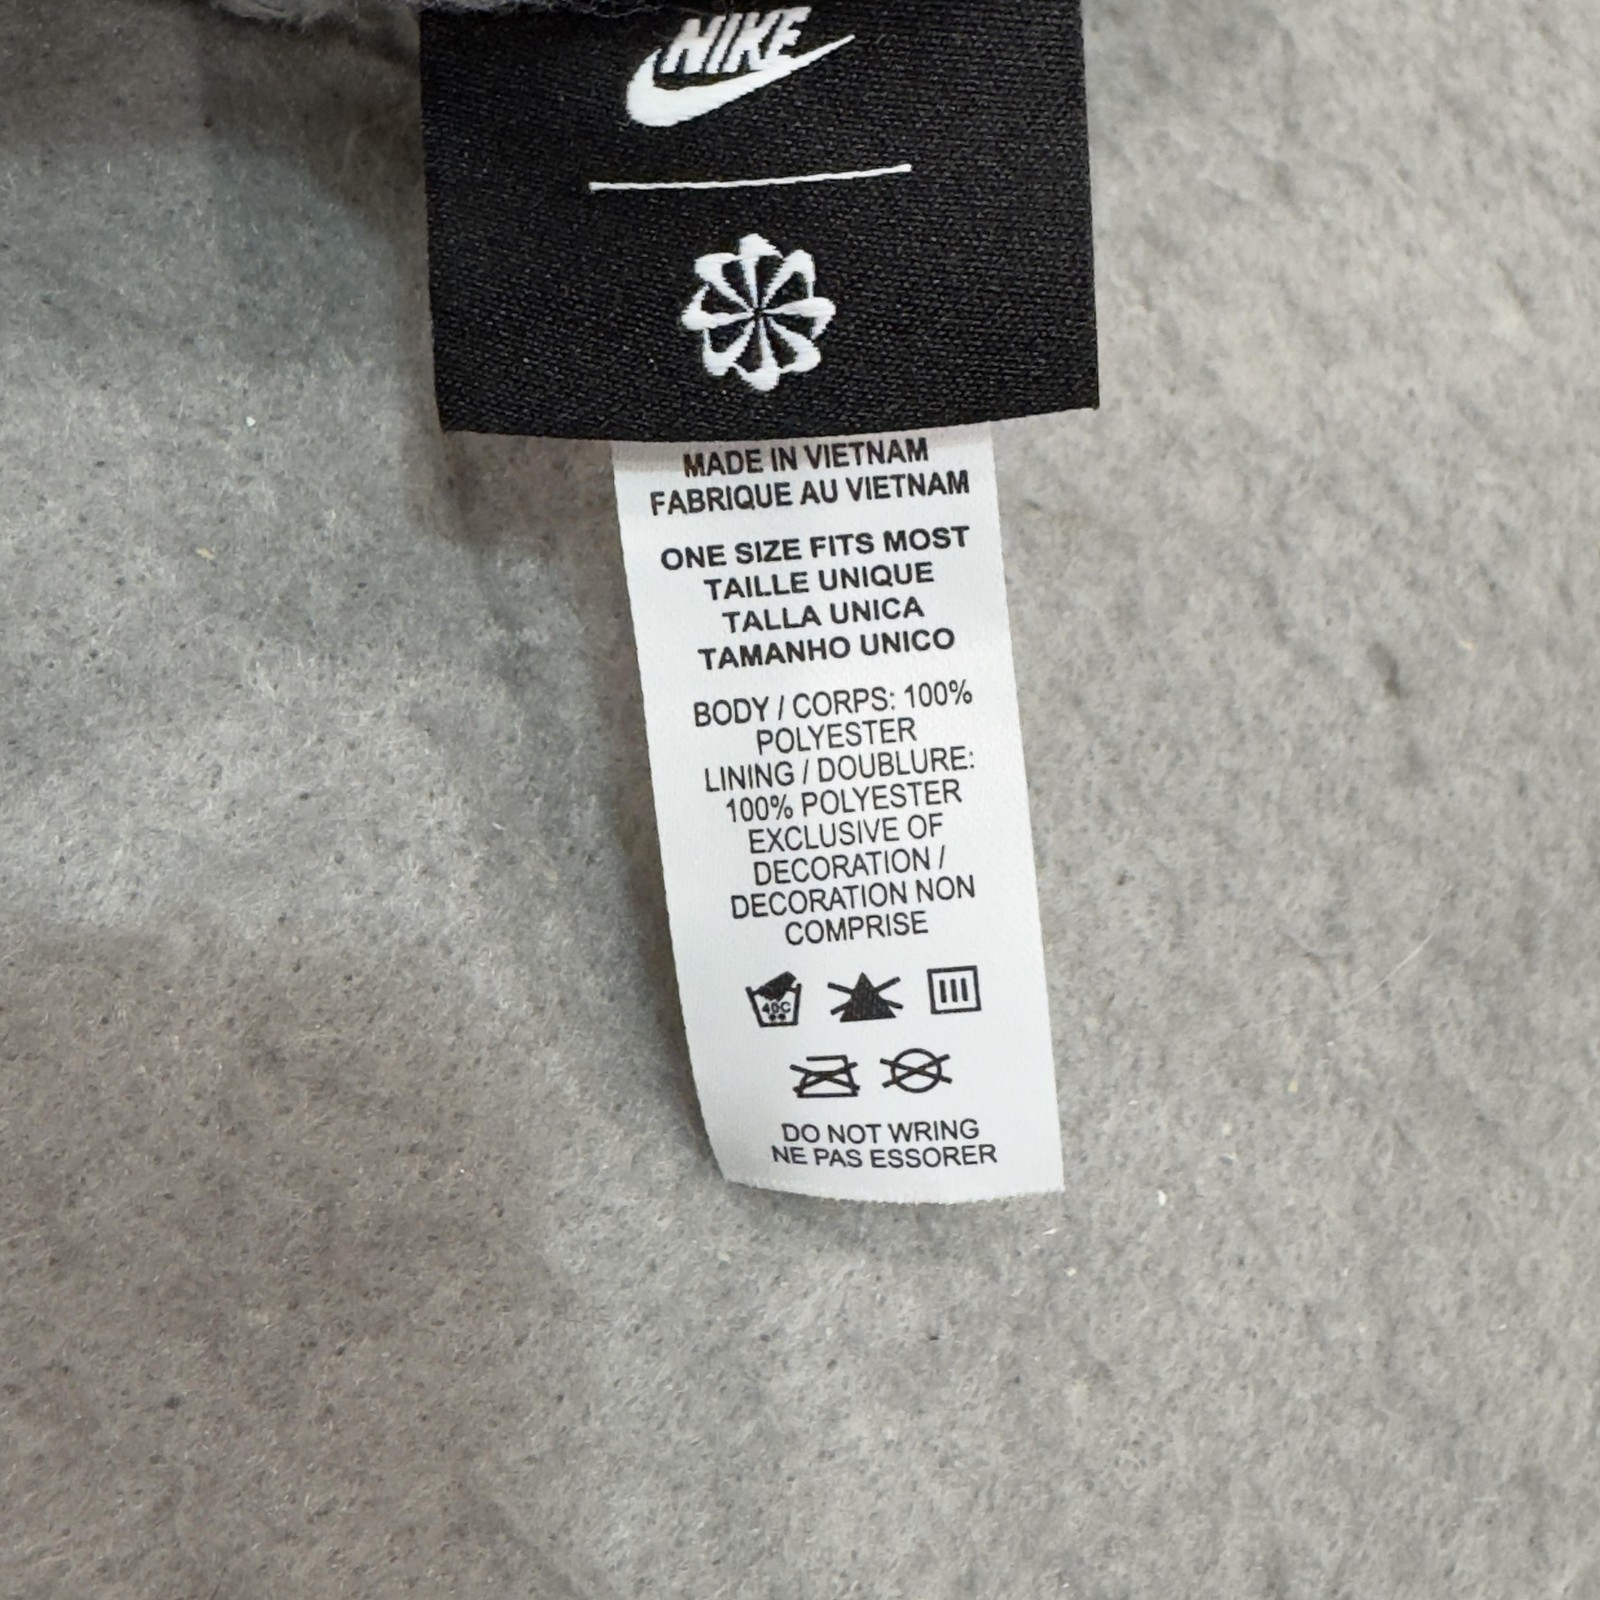 NIKE
MADE IN VIETNAM
FABRIQUE AU VIETNAM
ONE SIZE FITS MOST
TAILLE UNIQUE
TALLA UNICA
TAMANHO UNICO
BODY / CORPS: 100%
POLYESTER
LINING / DOUBLURE:
100% POLYESTER
EXCLUSIVE OF
DECORATION /
DECORATION NON
COMPRISE
40C
DO NOT WRING
NE PAS ESSORER